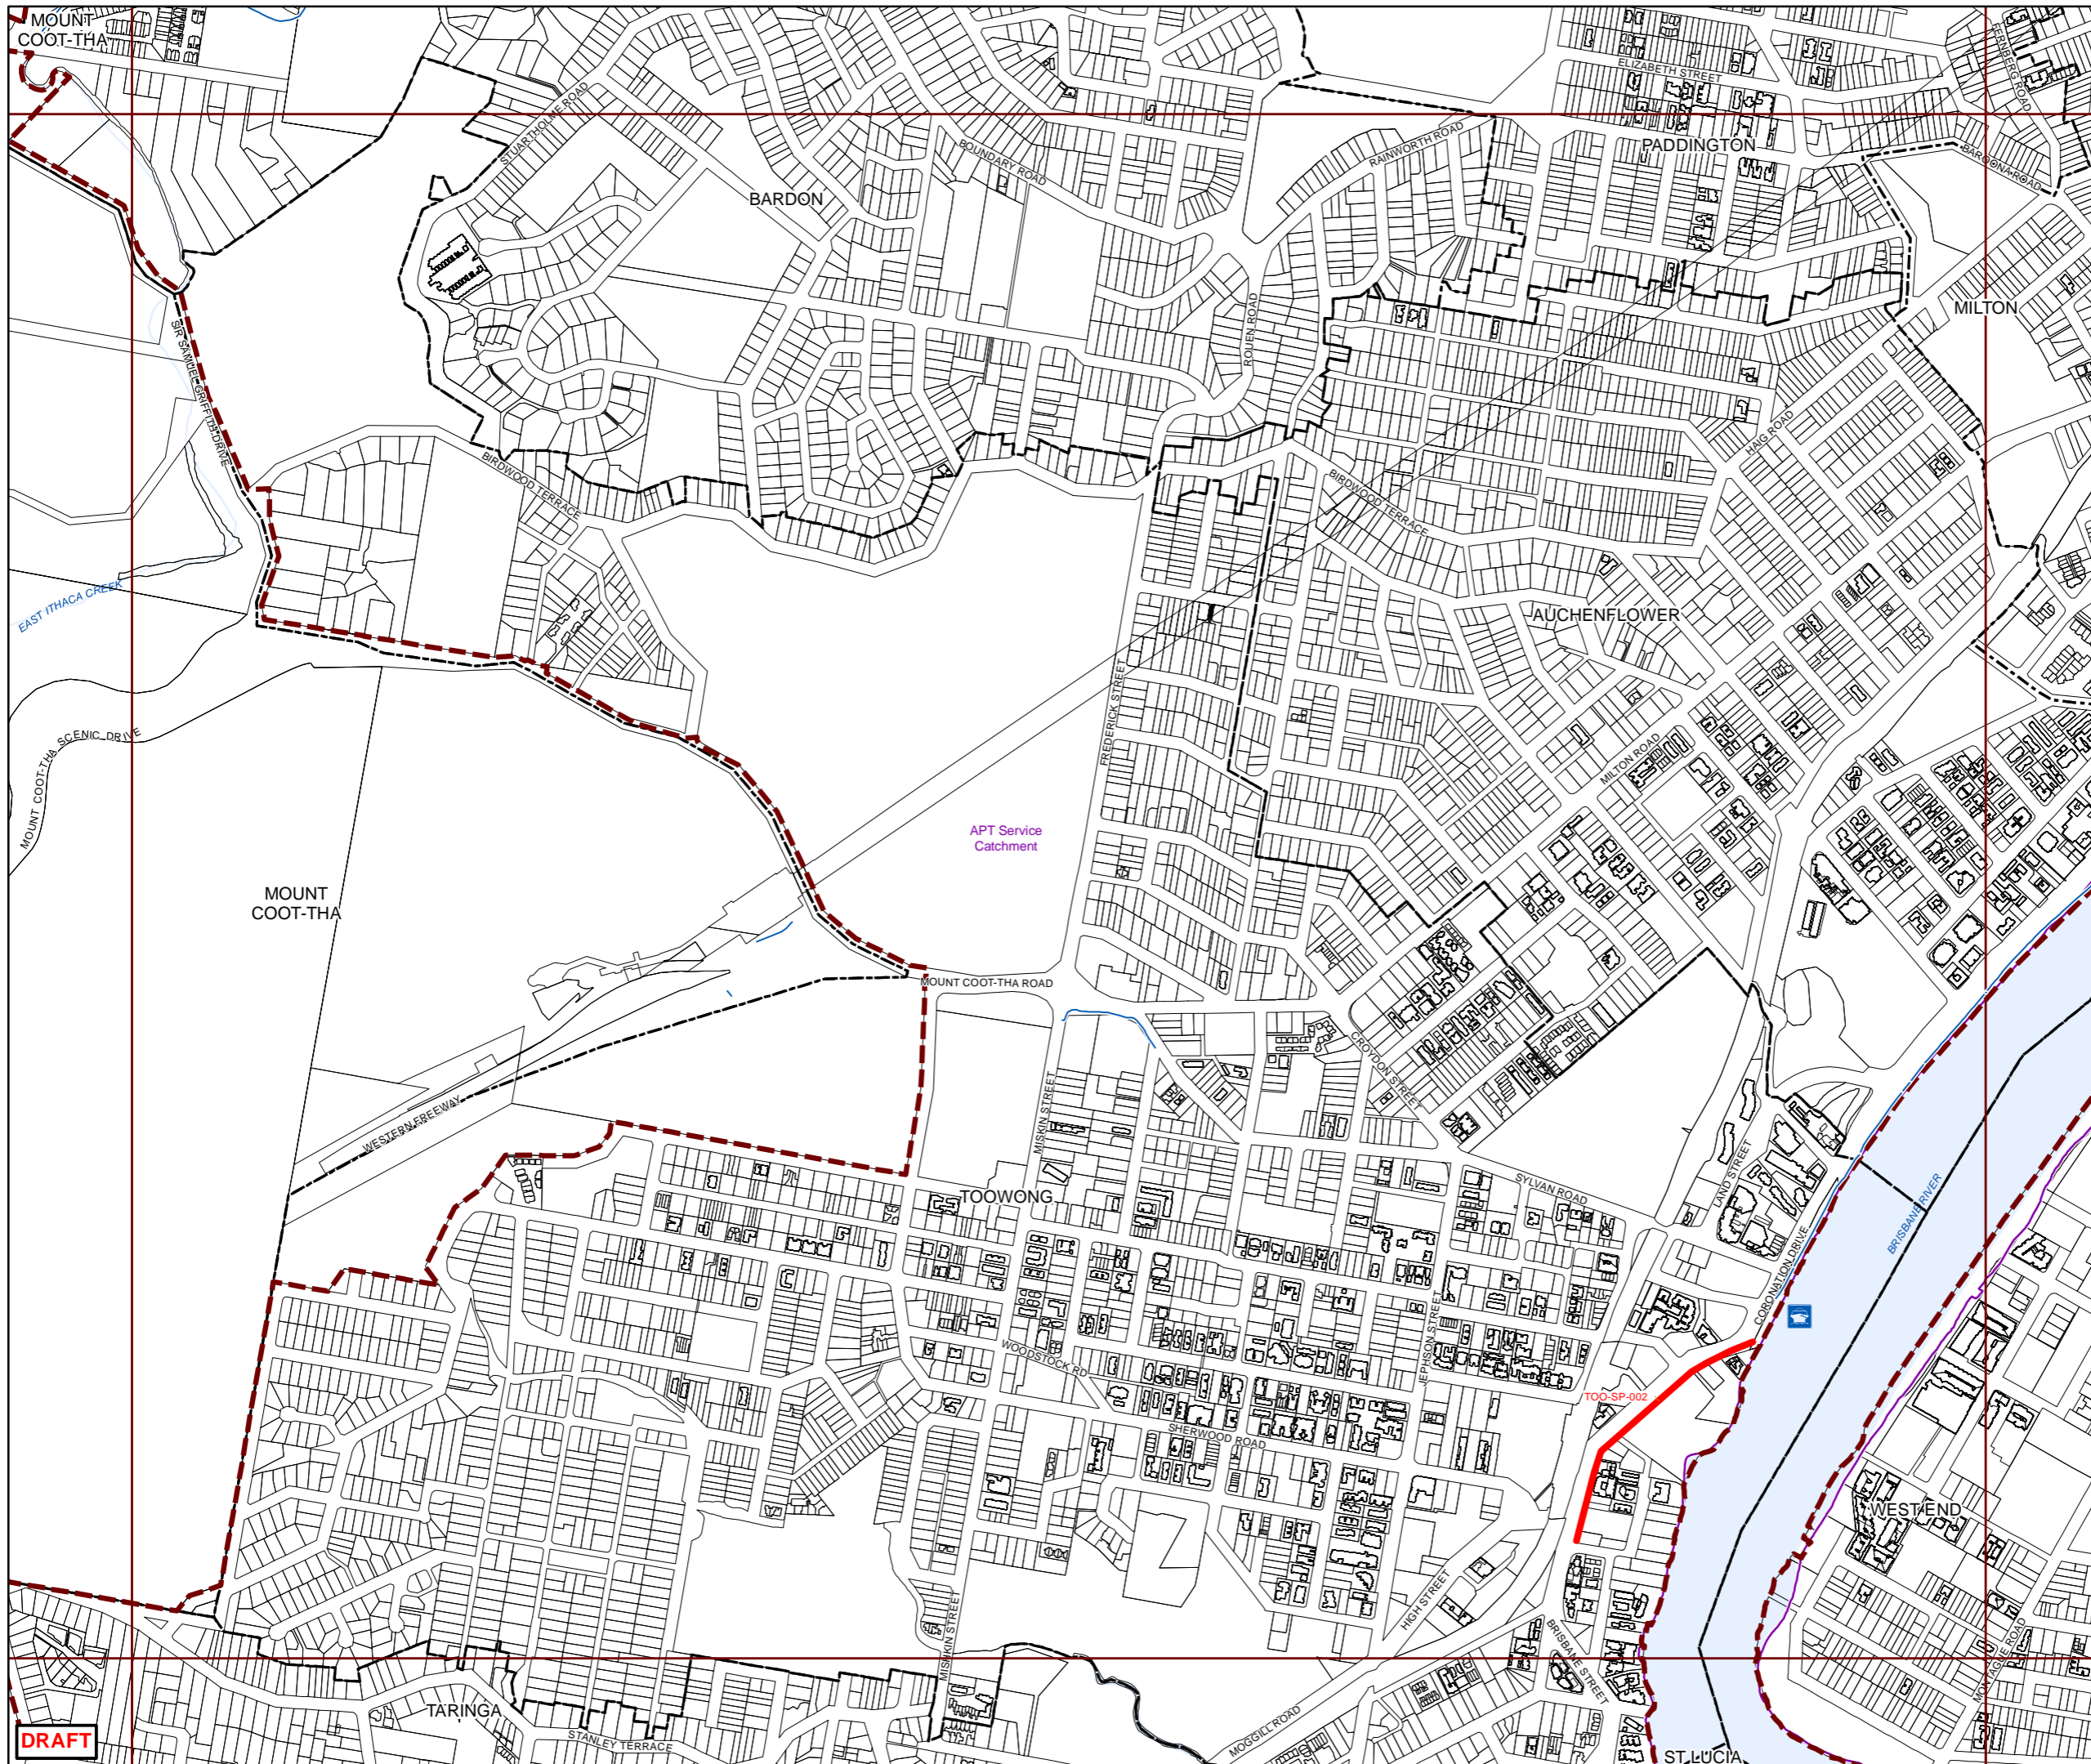 MOUNT
COOT-THA
ELIZABETH STREET
FERNBERG ROAD
STUARTHOLME ROAD
BOUNDARY ROAD
RAINWORTH ROAD
PADDINGTON
BAROONA ROAD
BARDON
MILTON
ROUEN ROAD
SIR SAMUEL GRIFFITH DRIVE
HAIG ROAD
BIRDWOOD TERRACE
BIRDWOOD TERRACE
EAST ITHACA CREEK
AUCHENFLOWER
FREDERICK STREET
MOUNT COOT-THA SCENIC DRIVE
MILTON ROAD
APT Service
Catchment
MOUNT
COOT-THA
MOUNT COOT-THA ROAD
CROYDON STREET
MISKIN STREET
WESTERN FREEWAY
TOOWONG
SYLVAN ROAD
LAND STREET
BRISBANE RIVER
CORONATION DRIVE
JEPHSON STREET
WOODSTOCK RD
TOO-SP-002
SHERWOOD ROAD
WEST END
HIGH STREET
MISKIN STREET
BRISBANE STREET
MONTAGUE ROAD
TARINGA
STANLEY TERRACE
MOGGILL ROAD
DRAFT
ST LUCIA